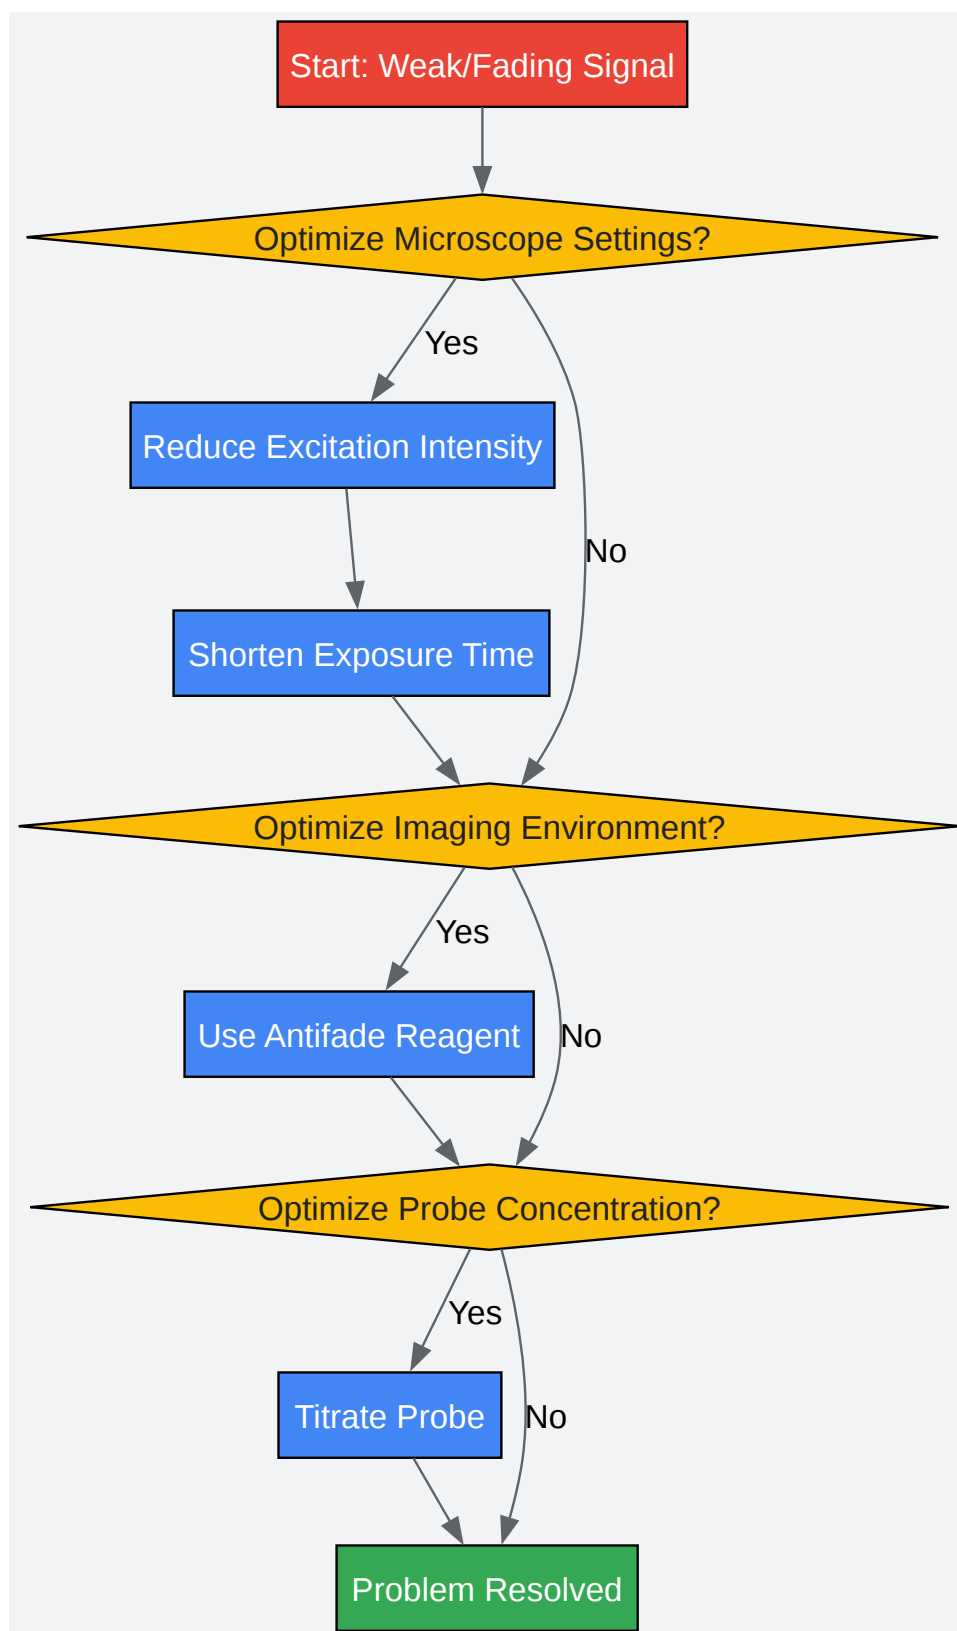 Start: Weak/Fading Signal
Optimize Microscope Settings?
Yes
Reduce Excitation Intensity
No
Shorten Exposure Time
Optimize Imaging Environment?
Yes
Use Antifade Reagent
No
Optimize Probe Concentration?
Yes
Titrate Probe
No
Problem Resolved